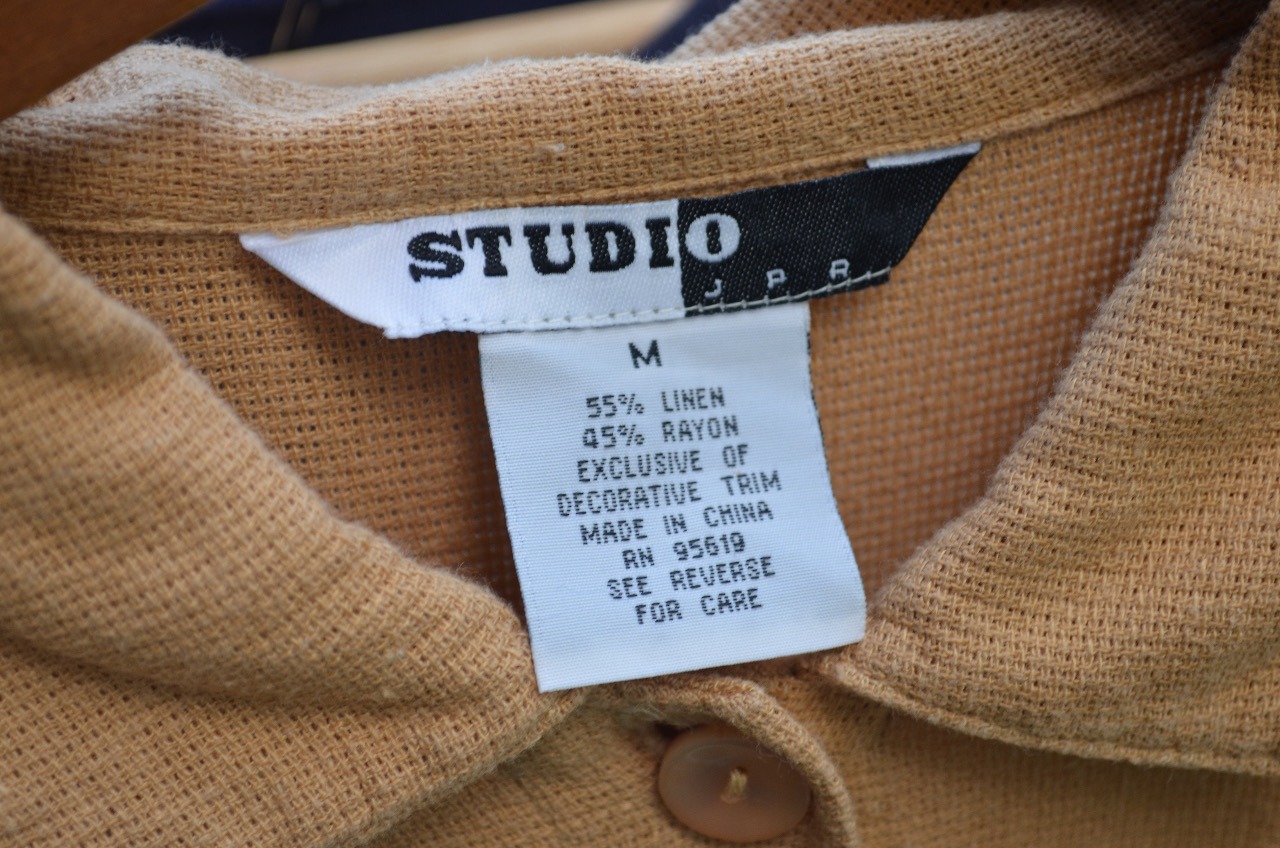 STUDIO
J P R
M
55% LINEN
45% RAYON
EXCLUSIVE OF
DECORATIVE TRIM
MADE IN CHINA
RN 95619
SEE REVERSE
FOR CARE